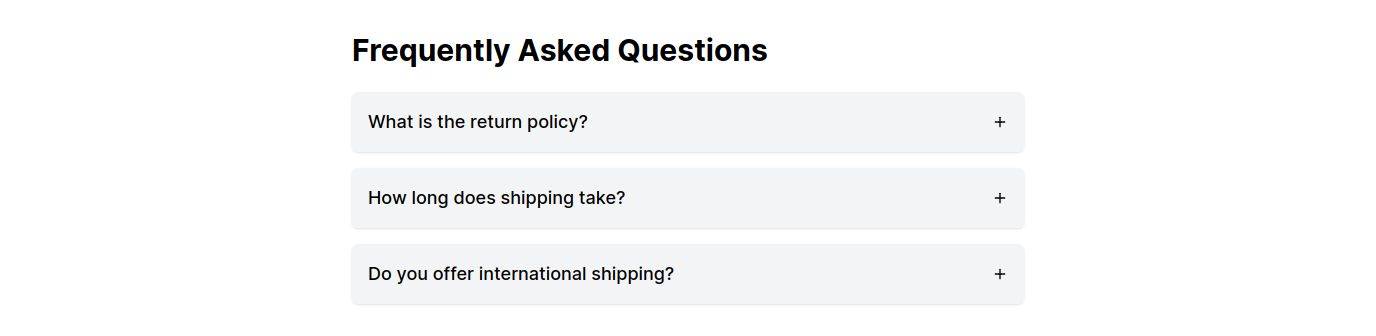 Frequently Asked Questions
What is the return policy? +
How long does shipping take? +
Do you offer international shipping? +